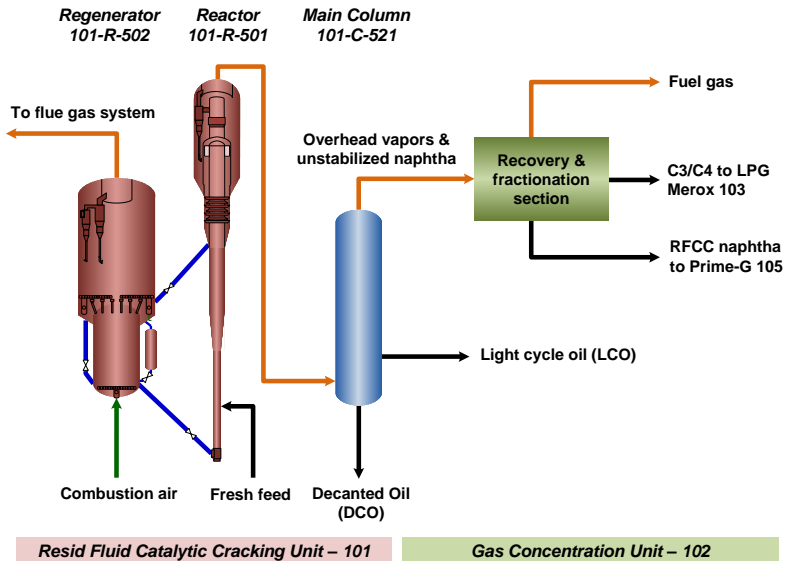 Regenerator
101-R-502
Reactor
101-R-501
Main Column
101-C-521
To flue gas system
Fuel gas
Overhead vapors &
unstabilized naphtha
Recovery &
fractionation
section
C3/C4 to LPG
Merox 103
RFCC naphtha
to Prime-G 105
Light cycle oil (LCO)
Combustion air
Fresh feed
Decanted Oil
(DCO)
Resid Fluid Catalytic Cracking Unit – 101
Gas Concentration Unit – 102